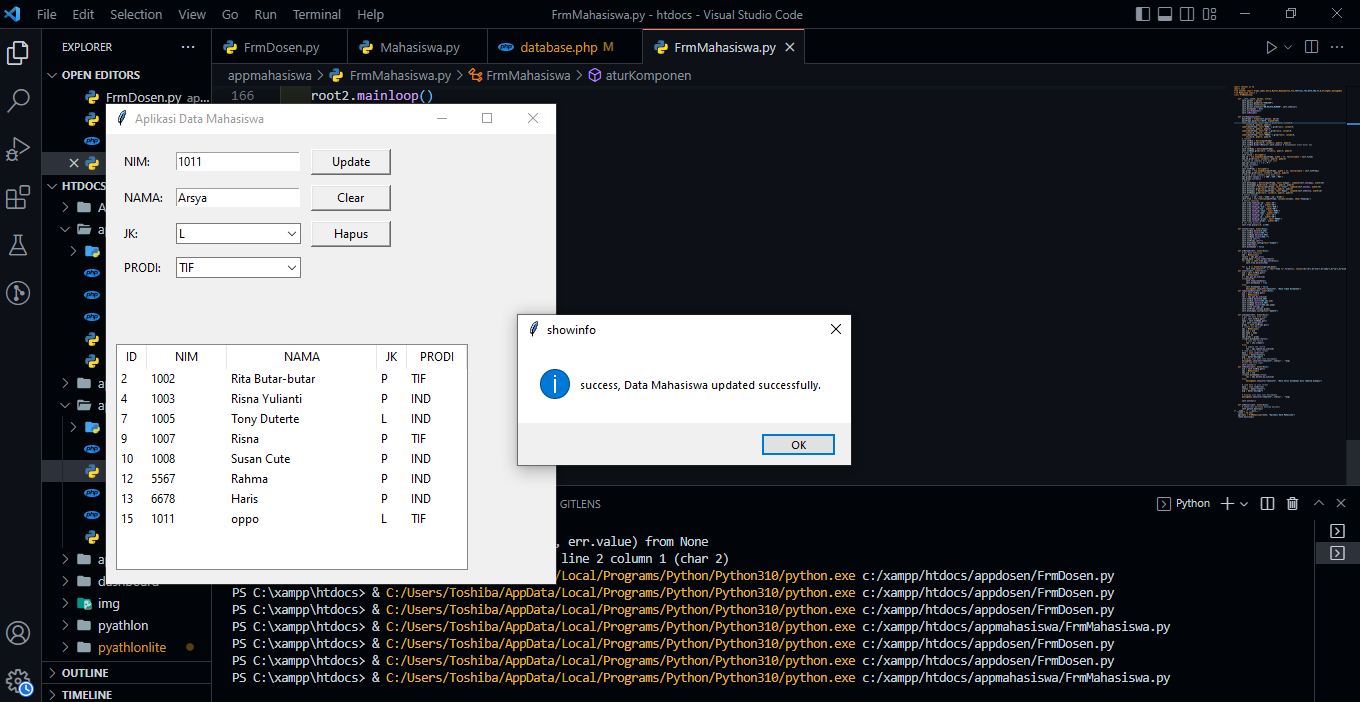 File Edit Selection View Go Run Terminal Help FrmMahasiswa.py - htdocs - Visual Studio Code
EXPLORER
FrmDosen.py Mahasiswa.py database.php M FrmMahasiswa.py
OPEN EDITORS
appmahasiswa > FrmMahasiswa.py > FrmMahasiswa > aturKomponen
FrmDosen.py ap...
166 root2.mainloop()
HTDOCS
php
php
php
php
php
php
php
img
pyathlon
pyathlonlite
OUTLINE
TIMELINE
Aplikasi Data Mahasiswa
NIM: 1011 Update
NAMA: Arsya Clear
JK: L Hapus
PRODI: TIF
ID NIM NAMA JK PRODI
2 1002 Rita Butar-butar P TIF
4 1003 Risna Yulianti P IND
7 1005 Tony Duterte L IND
9 1007 Risna P TIF
10 1008 Susan Cute P IND
12 5567 Rahma P IND
13 6678 Haris P IND
15 1011 oppo L TIF
showinfo
success, Data Mahasiswa updated successfully.
OK
GITLENS
Python
, err.value) from None
line 2 column 1 (char 2)
/Local/Programs/Python/Python310/python.exe c:/xampp/htdocs/appdosen/FrmDosen.py
PS C:\xampp\htdocs> & C:/Users/Toshiba/AppData/Local/Programs/Python/Python310/python.exe c:/xampp/htdocs/appdosen/FrmDosen.py
PS C:\xampp\htdocs> & C:/Users/Toshiba/AppData/Local/Programs/Python/Python310/python.exe c:/xampp/htdocs/appdosen/FrmDosen.py
PS C:\xampp\htdocs> & C:/Users/Toshiba/AppData/Local/Programs/Python/Python310/python.exe c:/xampp/htdocs/appmahasiswa/FrmMahasiswa.py
PS C:\xampp\htdocs> & C:/Users/Toshiba/AppData/Local/Programs/Python/Python310/python.exe c:/xampp/htdocs/appdosen/FrmDosen.py
PS C:\xampp\htdocs> & C:/Users/Toshiba/AppData/Local/Programs/Python/Python310/python.exe c:/xampp/htdocs/appdosen/FrmDosen.py
PS C:\xampp\htdocs> & C:/Users/Toshiba/AppData/Local/Programs/Python/Python310/python.exe c:/xampp/htdocs/appmahasiswa/FrmMahasiswa.py